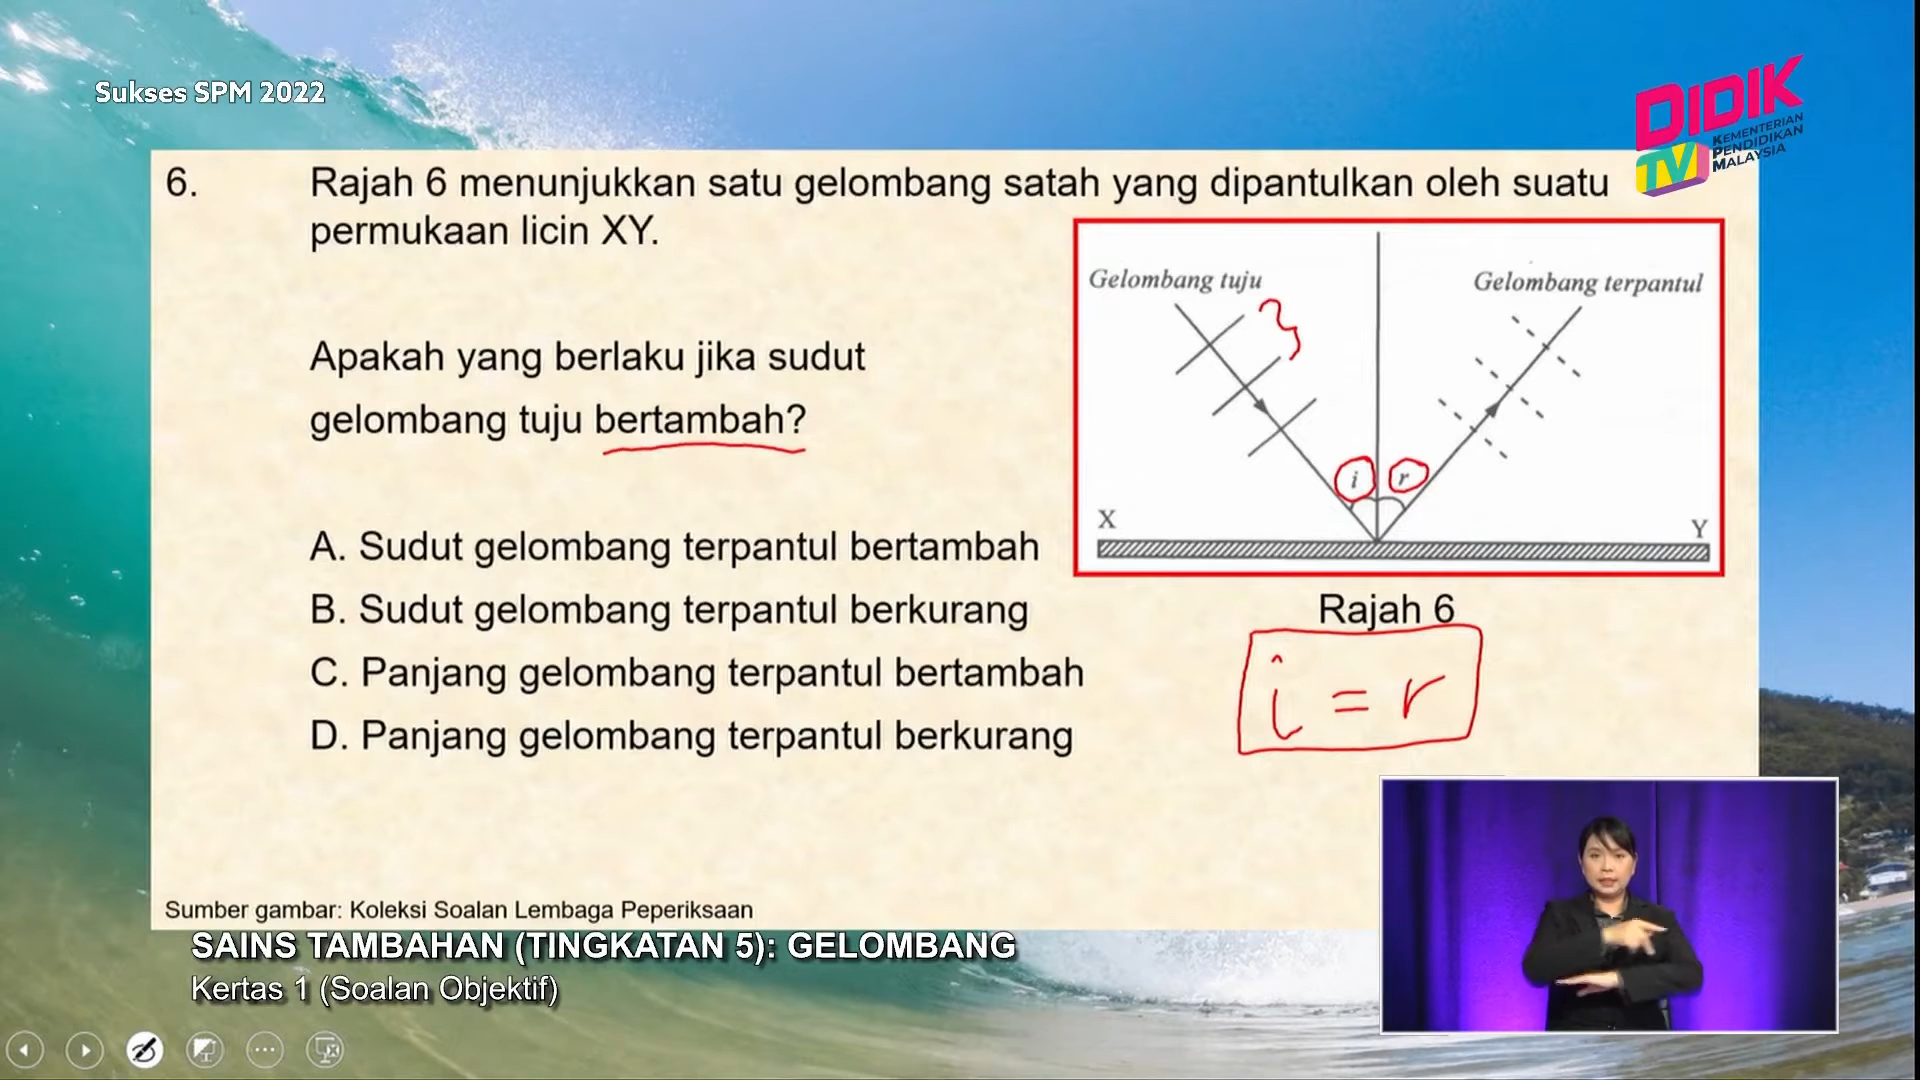 Sukses SPM 2022
DIDIK
TV
KEMENTERIAN
PENDIDIKAN
MALAYSIA
6. Rajah 6 menunjukkan satu gelombang satah yang dipantulkan oleh suatu
permukaan licin XY.
Gelombang tuju
Gelombang terpantul
i r
X Y
Rajah 6
i = r
Apakah yang berlaku jika sudut
gelombang tuju bertambah?
A. Sudut gelombang terpantul bertambah
B. Sudut gelombang terpantul berkurang
C. Panjang gelombang terpantul bertambah
D. Panjang gelombang terpantul berkurang
Sumber gambar: Koleksi Soalan Lembaga Peperiksaan
SAINS TAMBAHAN (TINGKATAN 5): GELOMBANG
Kertas 1 (Soalan Objektif)